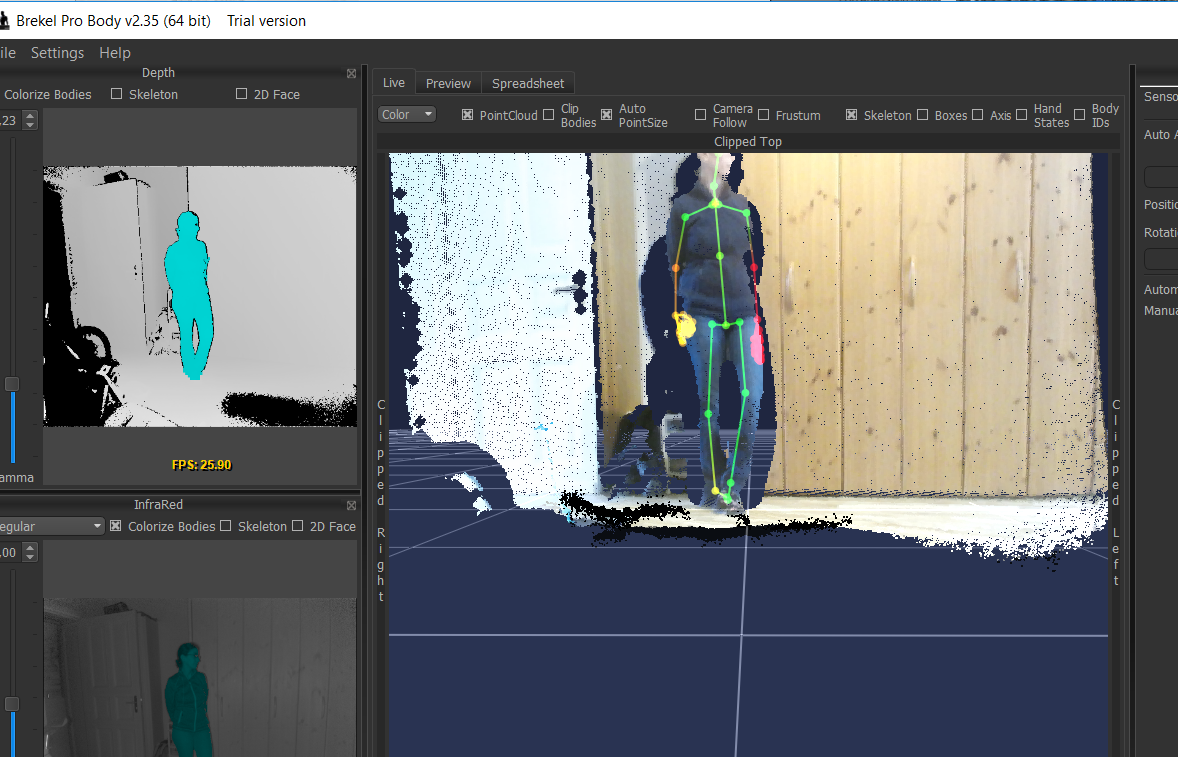 Brekel Pro Body v2.35 (64 bit) Trial version
ile Settings Help
Depth
Colorize Bodies Skeleton 2D Face
.23
FPS: 25.90
amma
InfraRed
egular Colorize Bodies Skeleton 2D Face
.00
Live Preview Spreadsheet
Color PointCloud Clip Bodies Auto PointSize Camera Follow Frustum Skeleton Boxes Axis Hand States Body IDs
Clipped Top
Clipped Right
Clipped Left
Senso
Auto A
Positio
Rotati
Autom
Manua